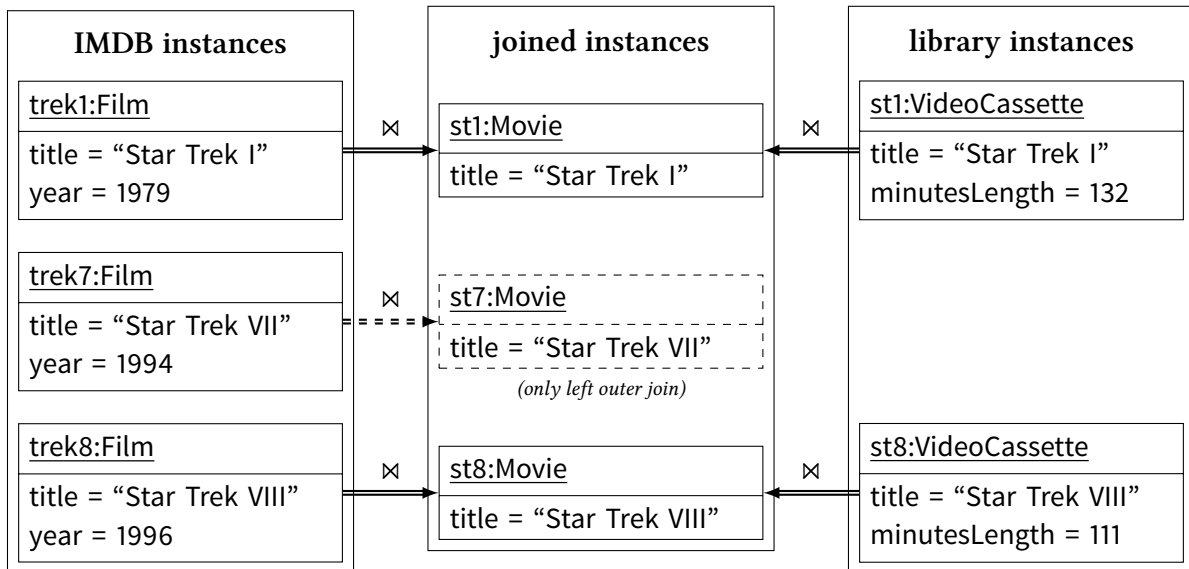 IMDB instances
trek1:Film
title = “Star Trek I”
year = 1979
trek7:Film
title = “Star Trek VII”
year = 1994
trek8:Film
title = “Star Trek VIII”
year = 1996
⋈
⋈
⋈
joined instances
st1:Movie
title = “Star Trek I”
st7:Movie
title = “Star Trek VII”
(only left outer join)
st8:Movie
title = “Star Trek VIII”
⋈
⋈
library instances
st1:VideoCassette
title = “Star Trek I”
minutesLength = 132
st8:VideoCassette
title = “Star Trek VIII”
minutesLength = 111